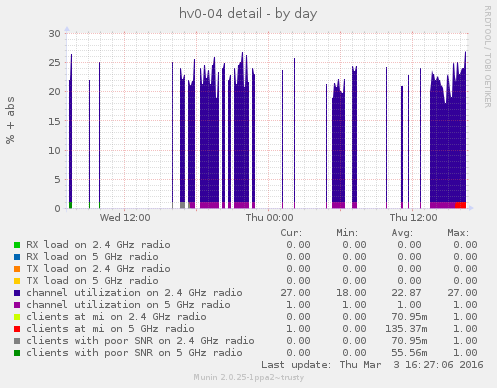 hv0-04 detail - by day
RRDTOOL / TOBI OETIKER
% + abs
30
25
20
15
10
5
0
Wed 12:00 Thu 00:00 Thu 12:00
Cur: Min: Avg: Max:
RX load on 2.4 GHz radio 0.00 0.00 0.00 0.00
RX load on 5 GHz radio 0.00 0.00 0.00 0.00
TX load on 2.4 GHz radio 0.00 0.00 0.00 0.00
TX load on 5 GHz radio 0.00 0.00 0.00 0.00
channel utilization on 2.4 GHz radio 27.00 18.00 22.87 27.00
channel utilization on 5 GHz radio 1.00 1.00 1.00 1.00
clients at mi on 2.4 GHz radio 0.00 0.00 70.95m 1.00
clients at mi on 5 GHz radio 1.00 0.00 135.37m 1.00
clients with poor SNR on 2.4 GHz radio 0.00 0.00 70.95m 1.00
clients with poor SNR on 5 GHz radio 0.00 0.00 55.56m 1.00
Last update: Thu Mar 3 16:27:06 2016
Munin 2.0.25-1ppa2~trusty